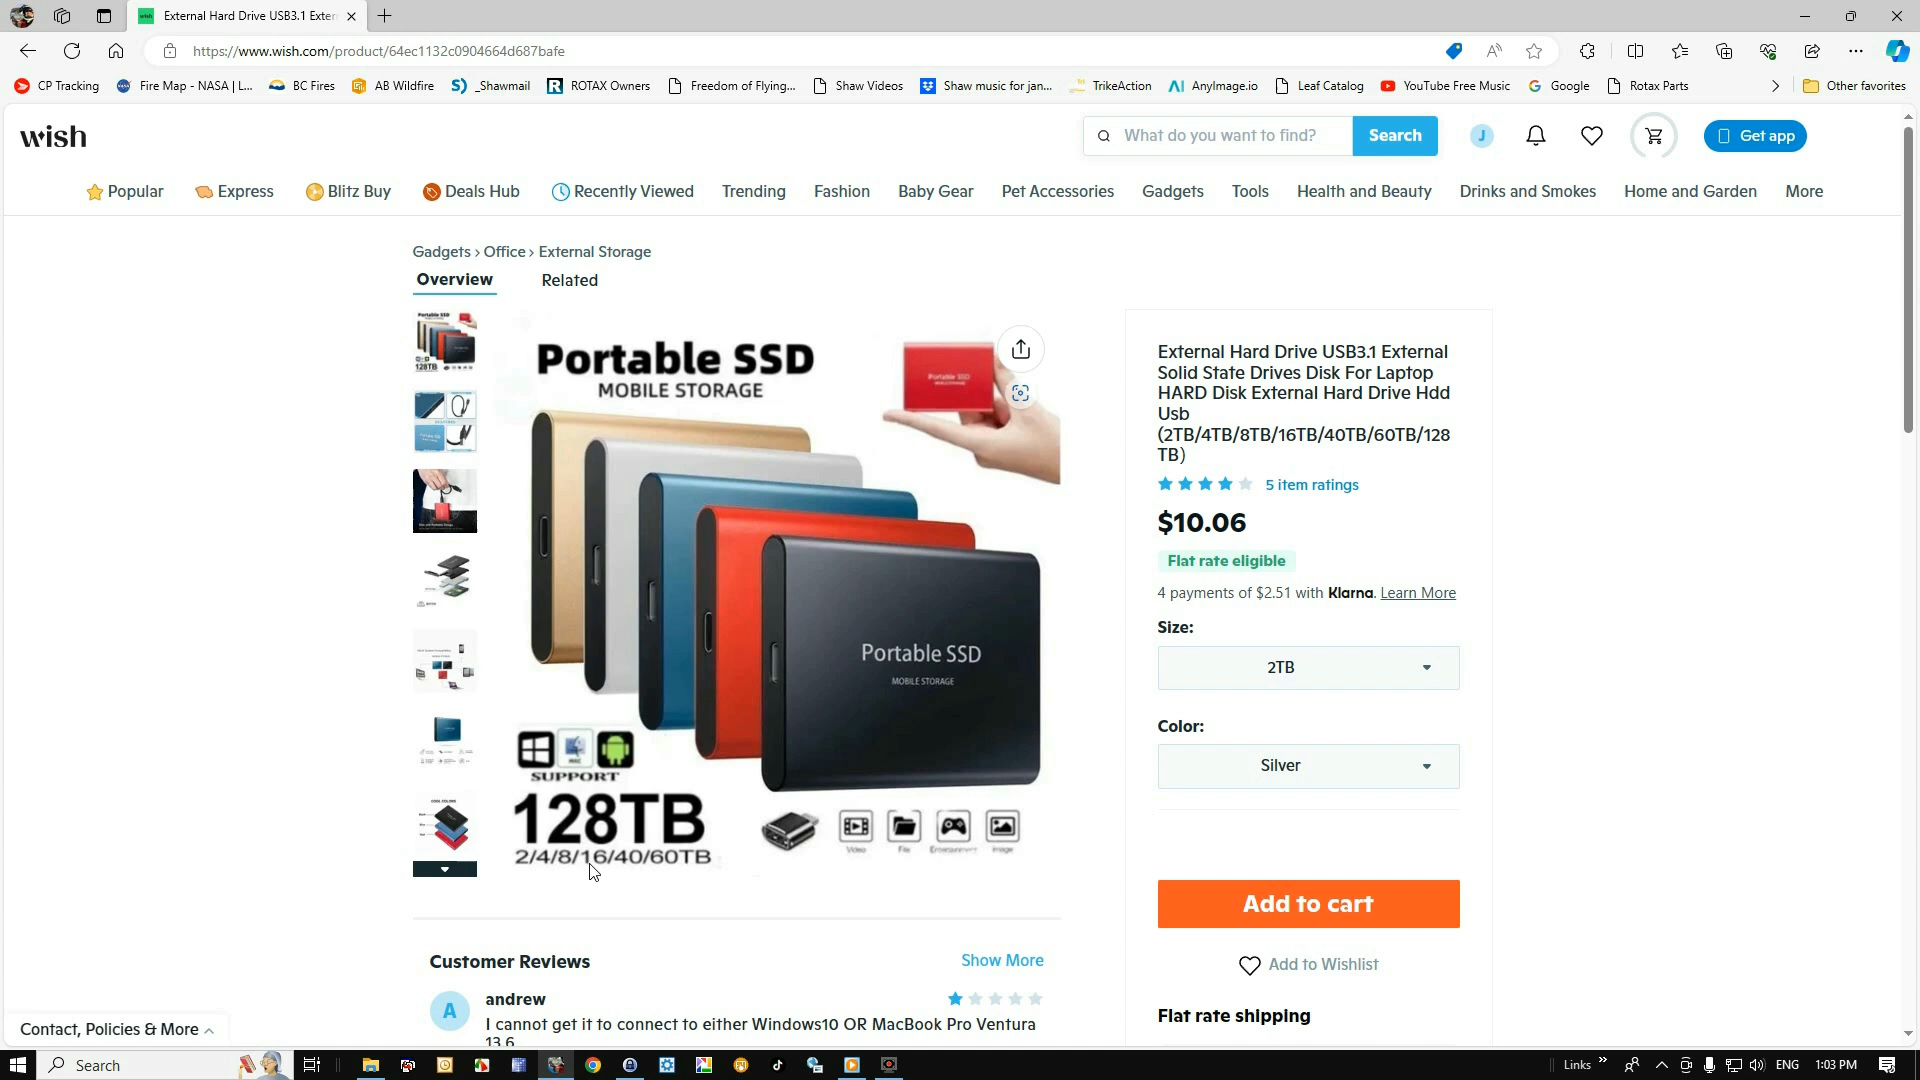 External Hard Drive USB3.1 Exter
https://www.wish.com/product/64ec1132c0904664d687bafe
CP Tracking
Fire Map - NASA | L...
BC Fires
AB Wildfire
_Shawmail
ROTAX Owners
Freedom of Flying...
Shaw Videos
Shaw music for jan...
TrikeAction
AnyImage.io
Leaf Catalog
YouTube Free Music
Google
Rotax Parts
Other favorites
wish
What do you want to find?
Search
J
Get app
Popular
Express
Blitz Buy
Deals Hub
Recently Viewed
Trending
Fashion
Baby Gear
Pet Accessories
Gadgets
Tools
Health and Beauty
Drinks and Smokes
Home and Garden
More
Gadgets › Office › External Storage
Overview
Related
Portable SSD
MOBILE STORAGE
Portable SSD
Portable SSD
MOBILE STORAGE
SUPPORT
128TB
2/4/8/16/40/60TB
Video
File
Entertainment
Image
External Hard Drive USB3.1 External
Solid State Drives Disk For Laptop
HARD Disk External Hard Drive Hdd
Usb
(2TB/4TB/8TB/16TB/40TB/60TB/128
TB)
5 item ratings
$10.06
Flat rate eligible
4 payments of $2.51 with Klarna. Learn More
Size:
2TB
Color:
Silver
Add to cart
Add to Wishlist
Flat rate shipping
Customer Reviews
Show More
A
andrew
I cannot get it to connect to either Windows10 OR MacBook Pro Ventura
13.6
Contact, Policies & More
Search
Links
ENG
1:03 PM